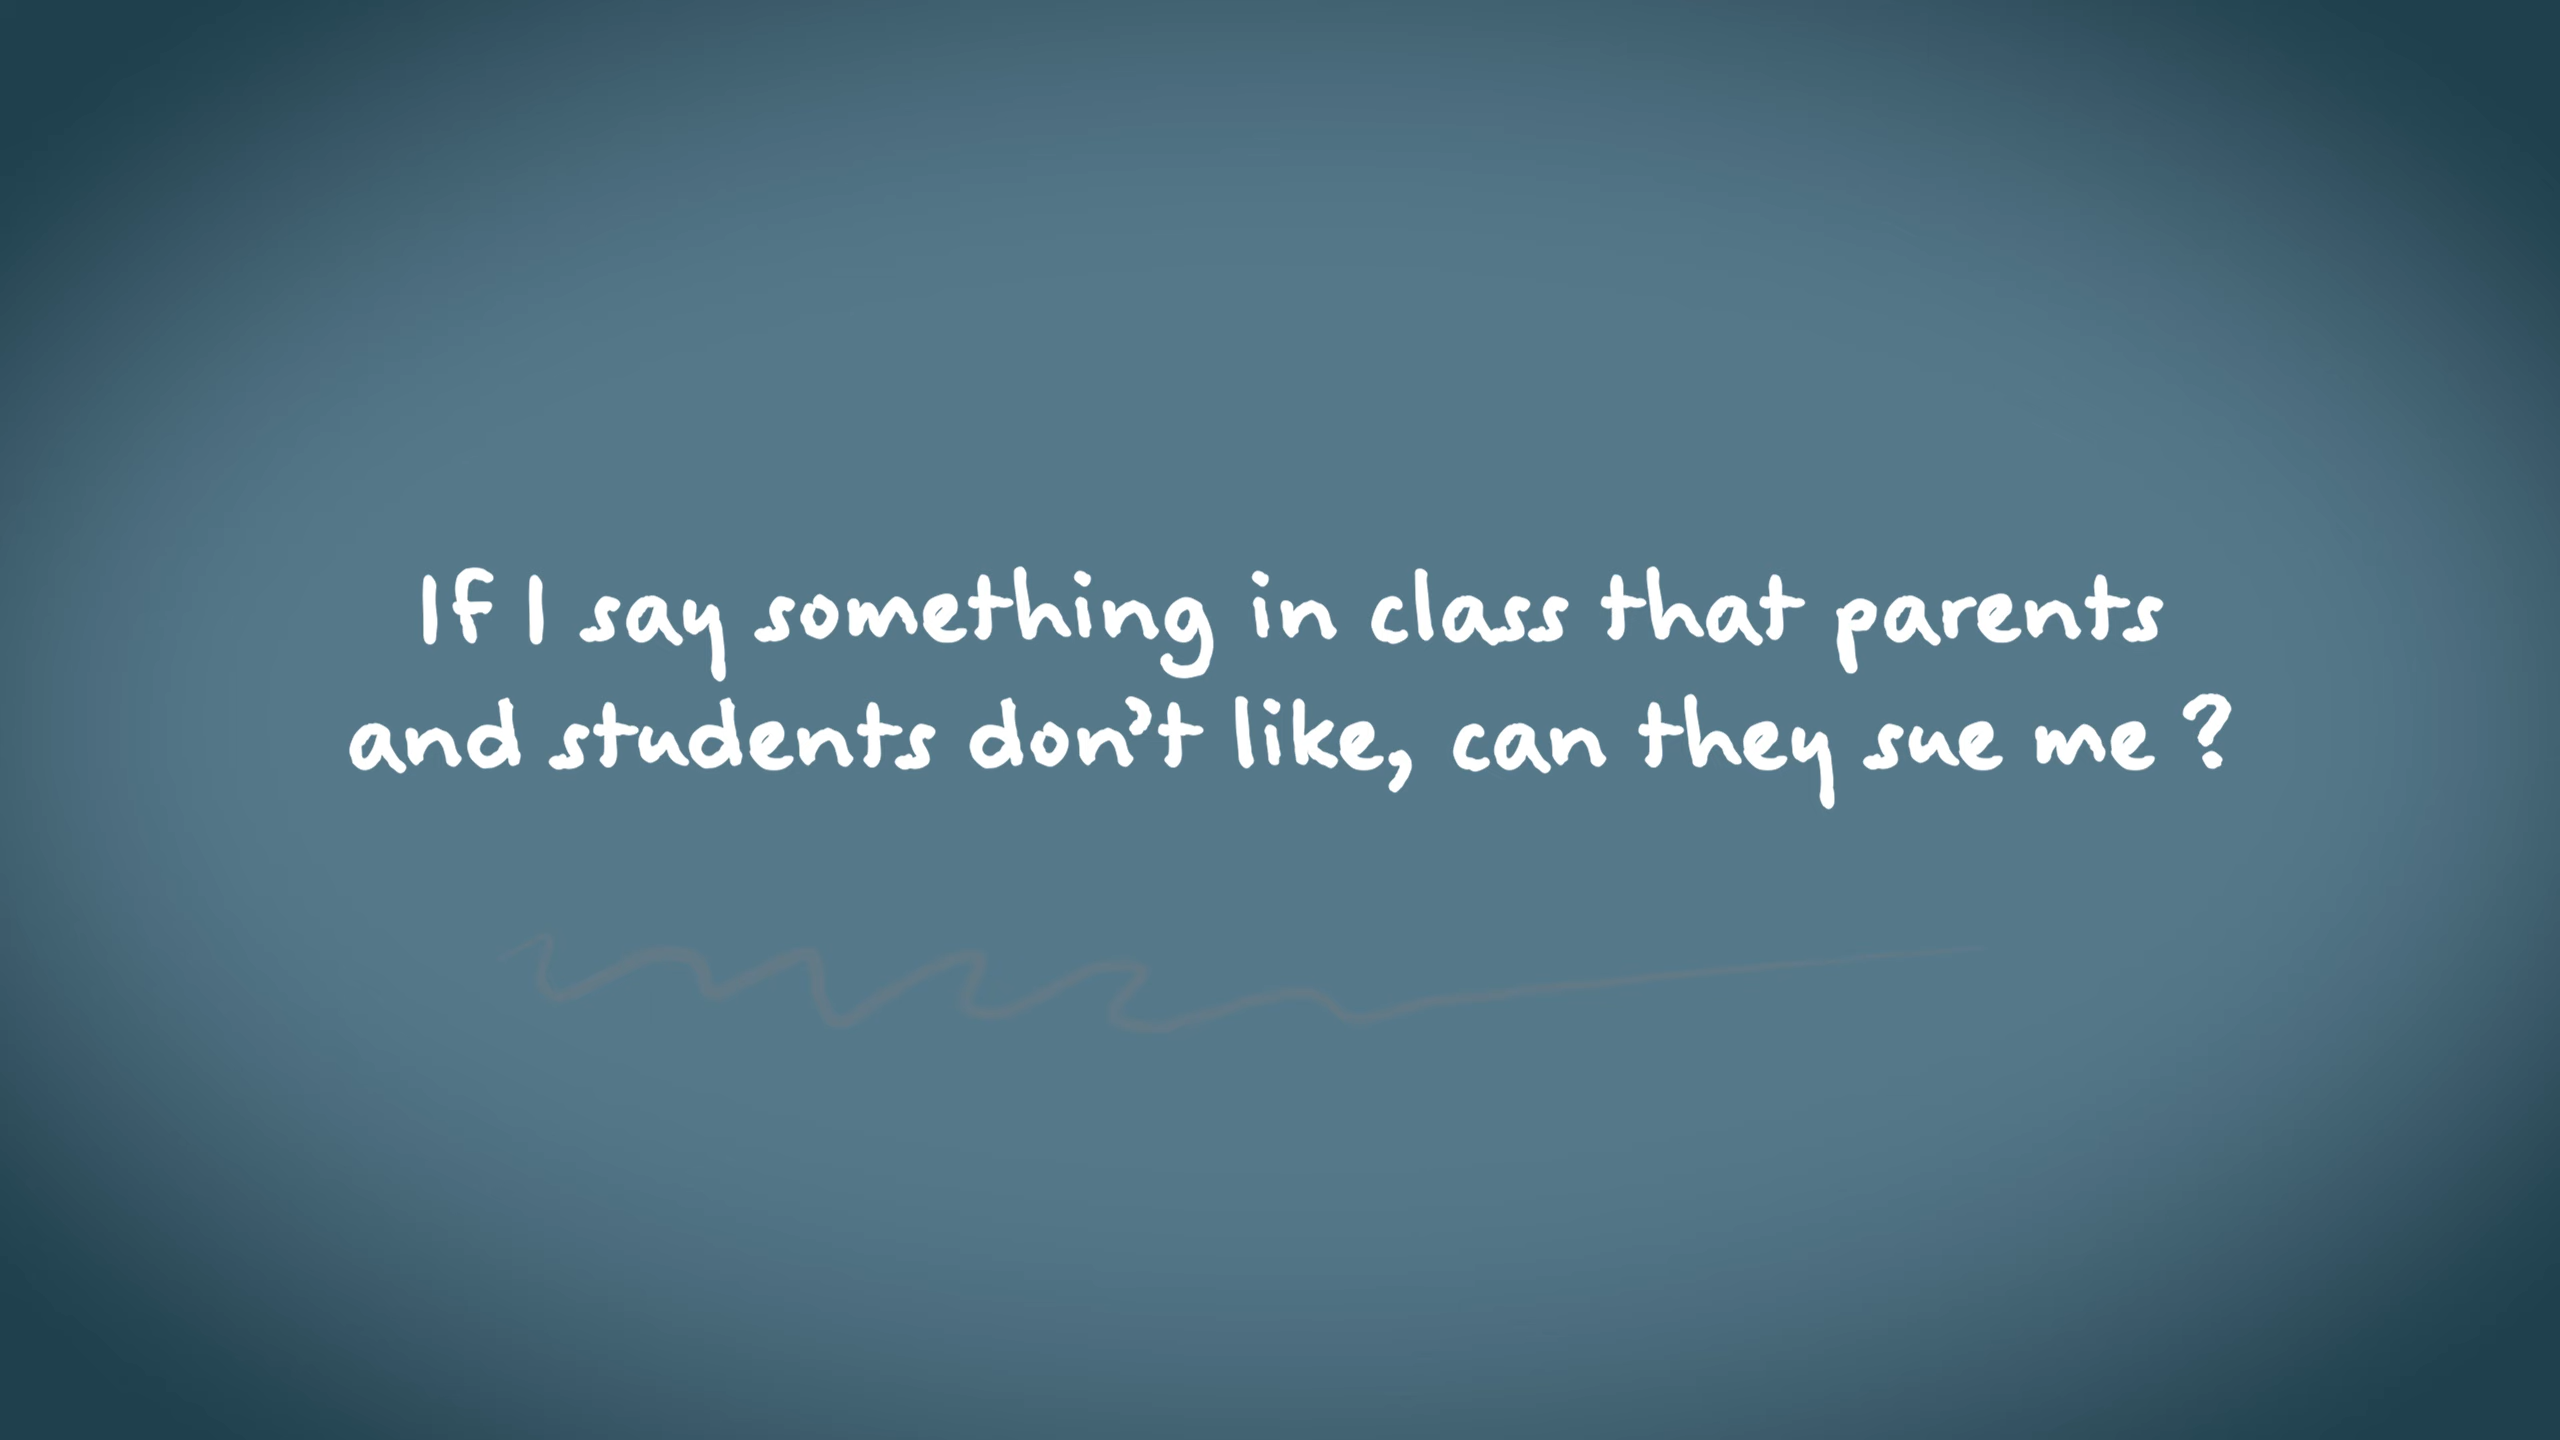 If I say something in class that parents
and students don't like, can they sue me ?